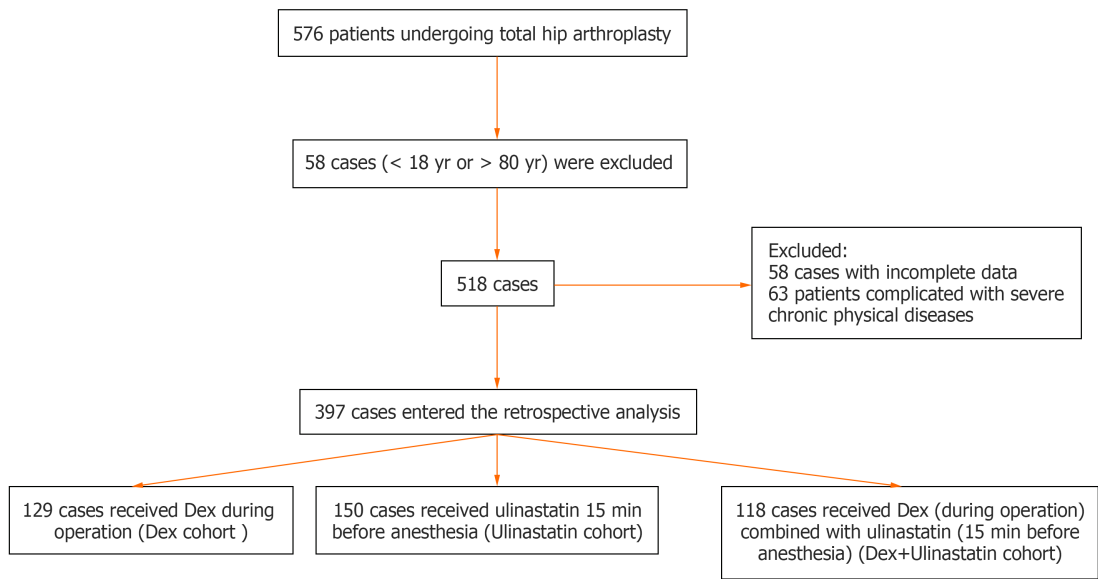 576 patients undergoing total hip arthroplasty
58 cases (< 18 yr or > 80 yr) were excluded
518 cases
Excluded:
58 cases with incomplete data
63 patients complicated with severe
chronic physical diseases
397 cases entered the retrospective analysis
129 cases received Dex during
operation (Dex cohort )
150 cases received ulinastatin 15 min
before anesthesia (Ulinastatin cohort)
118 cases received Dex (during operation)
combined with ulinastatin (15 min before
anesthesia) (Dex+Ulinastatin cohort)